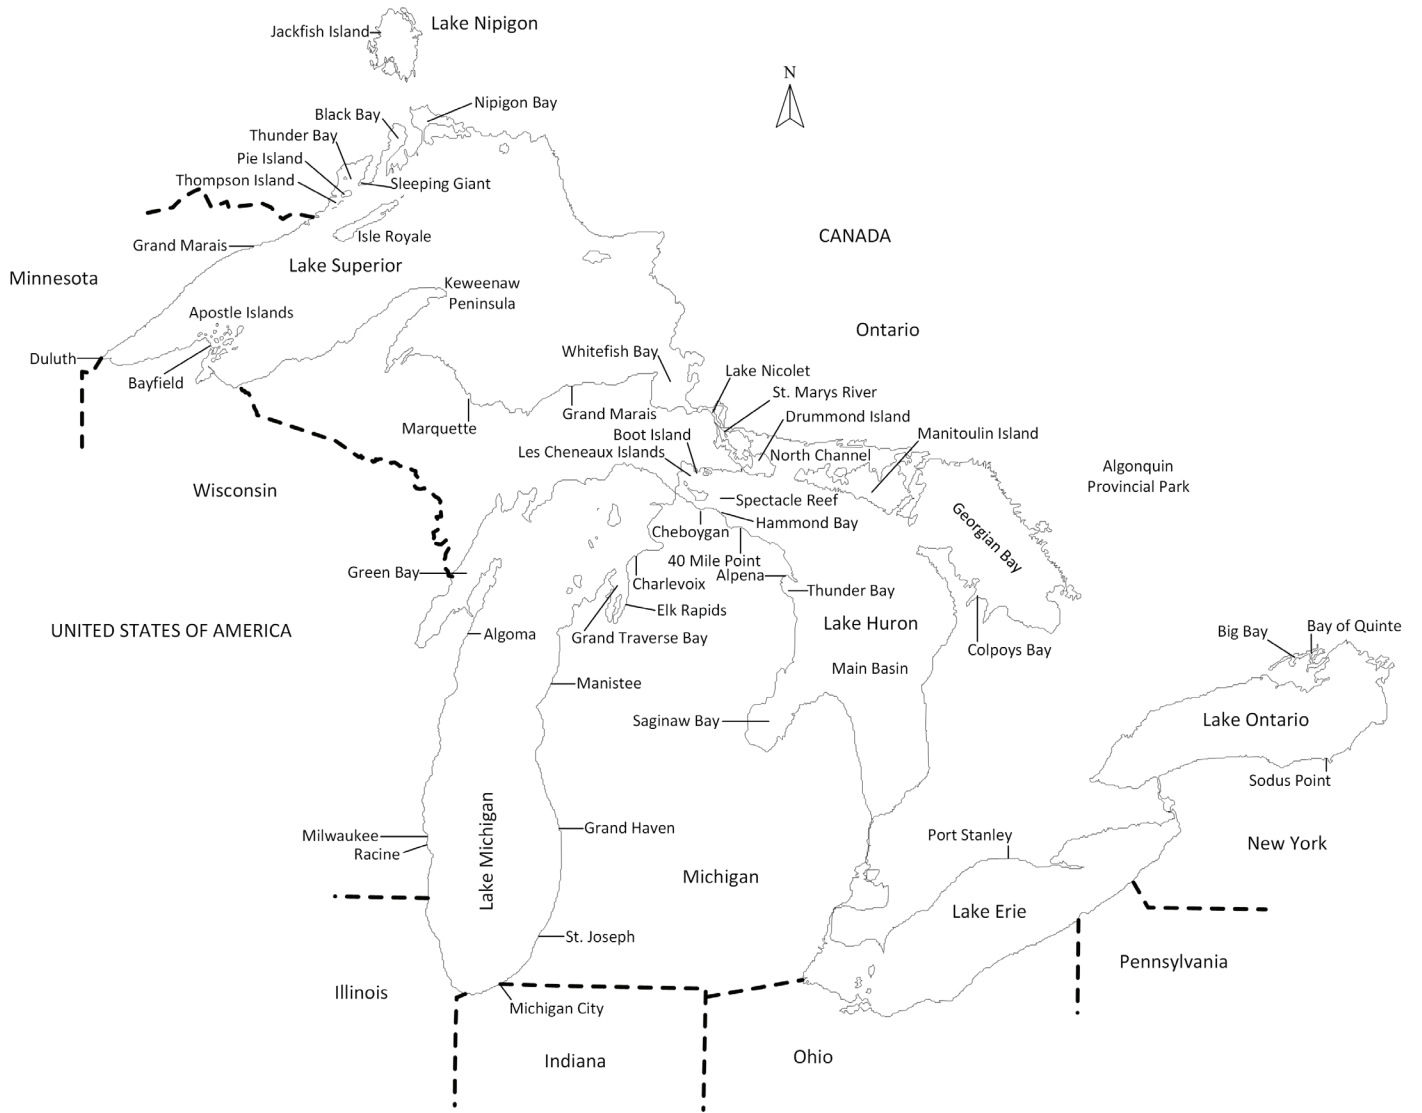 Lake Nipigon
Jackfish Island
N
Nipigon Bay
Black Bay
Thunder Bay
Pie Island
Thompson Island
Sleeping Giant
Isle Royale
Grand Marais
CANADA
Lake Superior
Minnesota
Keweenaw
Peninsula
Apostle Islands
Ontario
Duluth
Whitefish Bay
Lake Nicolet
Bayfield
St. Marys River
Grand Marais
Drummond Island
Marquette
Boot Island
Manitoulin Island
Les Cheneaux Islands
North Channel
Algonquin
Provincial Park
Wisconsin
Spectacle Reef
Hammond Bay
Georgian Bay
Cheboygan
40 Mile Point
Green Bay
Alpena
Charlevoix
Thunder Bay
Elk Rapids
Lake Huron
UNITED STATES OF AMERICA
Algoma
Grand Traverse Bay
Big Bay
Bay of Quinte
Colpoys Bay
Main Basin
Manistee
Saginaw Bay
Lake Ontario
Sodus Point
Milwaukee
Racine
Lake Michigan
Grand Haven
Port Stanley
New York
Michigan
Lake Erie
St. Joseph
Pennsylvania
Illinois
Michigan City
Indiana
Ohio